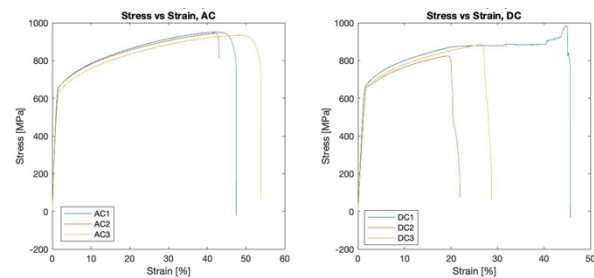 Stress vs Strain, AC
Stress [MPa]
1000
800
600
400
200
0
-200
0 10 20 30 40 50 60
Strain [%]
AC1
AC2
AC3
Stress vs Strain, DC
Stress [MPa]
1000
800
600
400
200
0
-200
0 10 20 30 40 50
Strain [%]
DC1
DC2
DC3